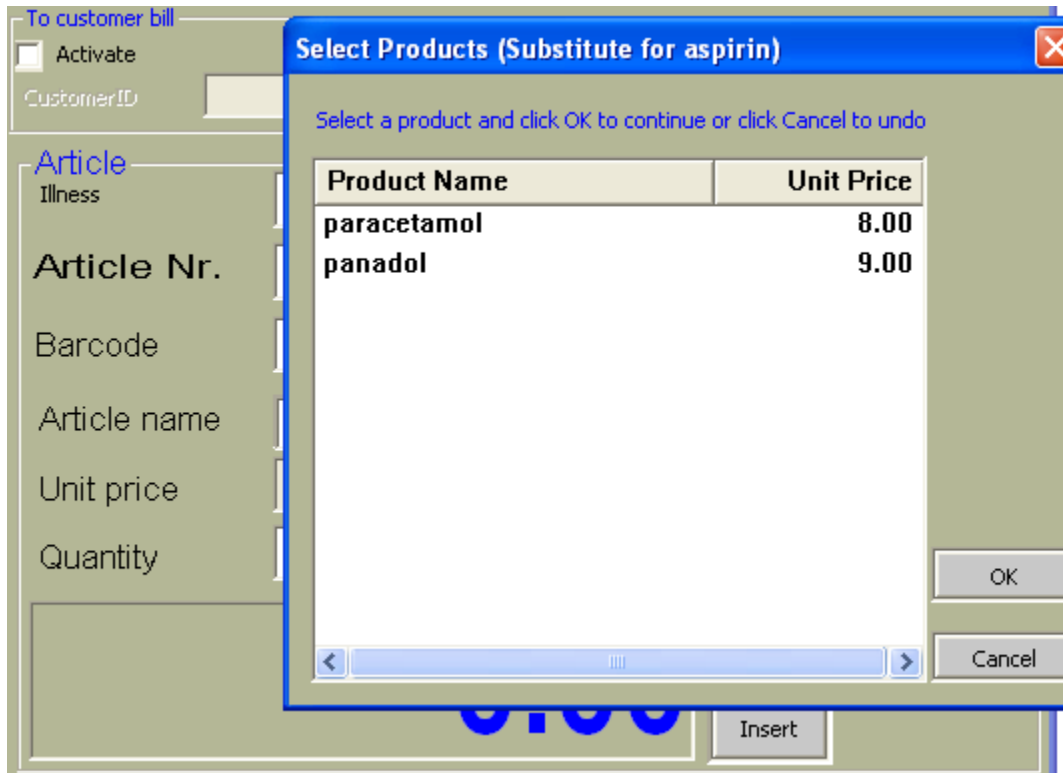 To customer bill
Activate
CustomerID
Article
Illness
Article Nr.
Barcode
Article name
Unit price
Quantity
Insert
Select Products (Substitute for aspirin)
Select a product and click OK to continue or click Cancel to undo
Product Name Unit Price
paracetamol 8.00
panadol 9.00
OK
Cancel